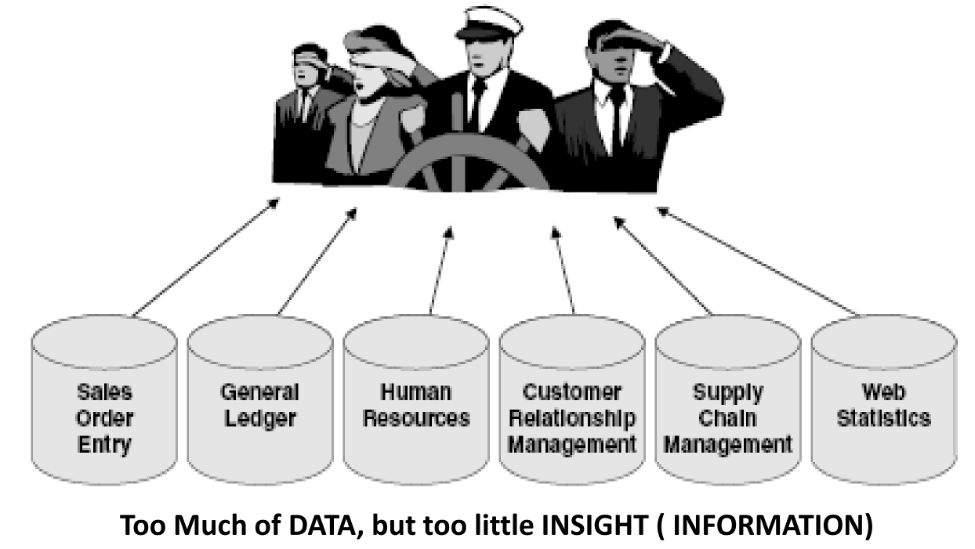 Sales
Order
Entry
General
Ledger
Human
Resources
Customer
Relationship
Management
Supply
Chain
Management
Web
Statistics
Too Much of DATA, but too little INSIGHT ( INFORMATION)